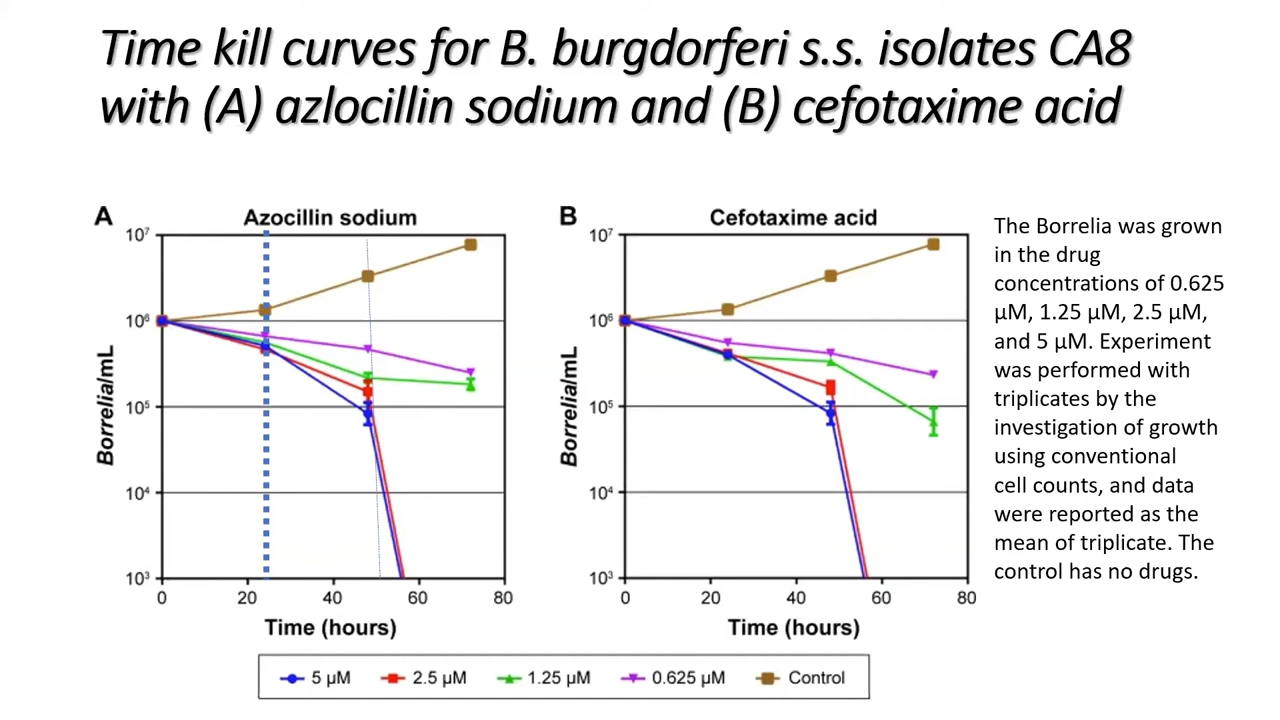 Time kill curves for B. burgdorferi s.s. isolates CA8
with (A) azlocillin sodium and (B) cefotaxime acid
A
Azocillin sodium
10⁷
10⁶
10⁵
10⁴
10³
Borrelia/mL
0 20 40 60 80
Time (hours)
B
Cefotaxime acid
10⁷
10⁶
10⁵
10⁴
10³
Borrelia/mL
0 20 40 60 80
Time (hours)
5 µM 2.5 µM 1.25 µM 0.625 µM Control
The Borrelia was grown
in the drug
concentrations of 0.625
µM, 1.25 µM, 2.5 µM,
and 5 µM. Experiment
was performed with
triplicates by the
investigation of growth
using conventional
cell counts, and data
were reported as the
mean of triplicate. The
control has no drugs.